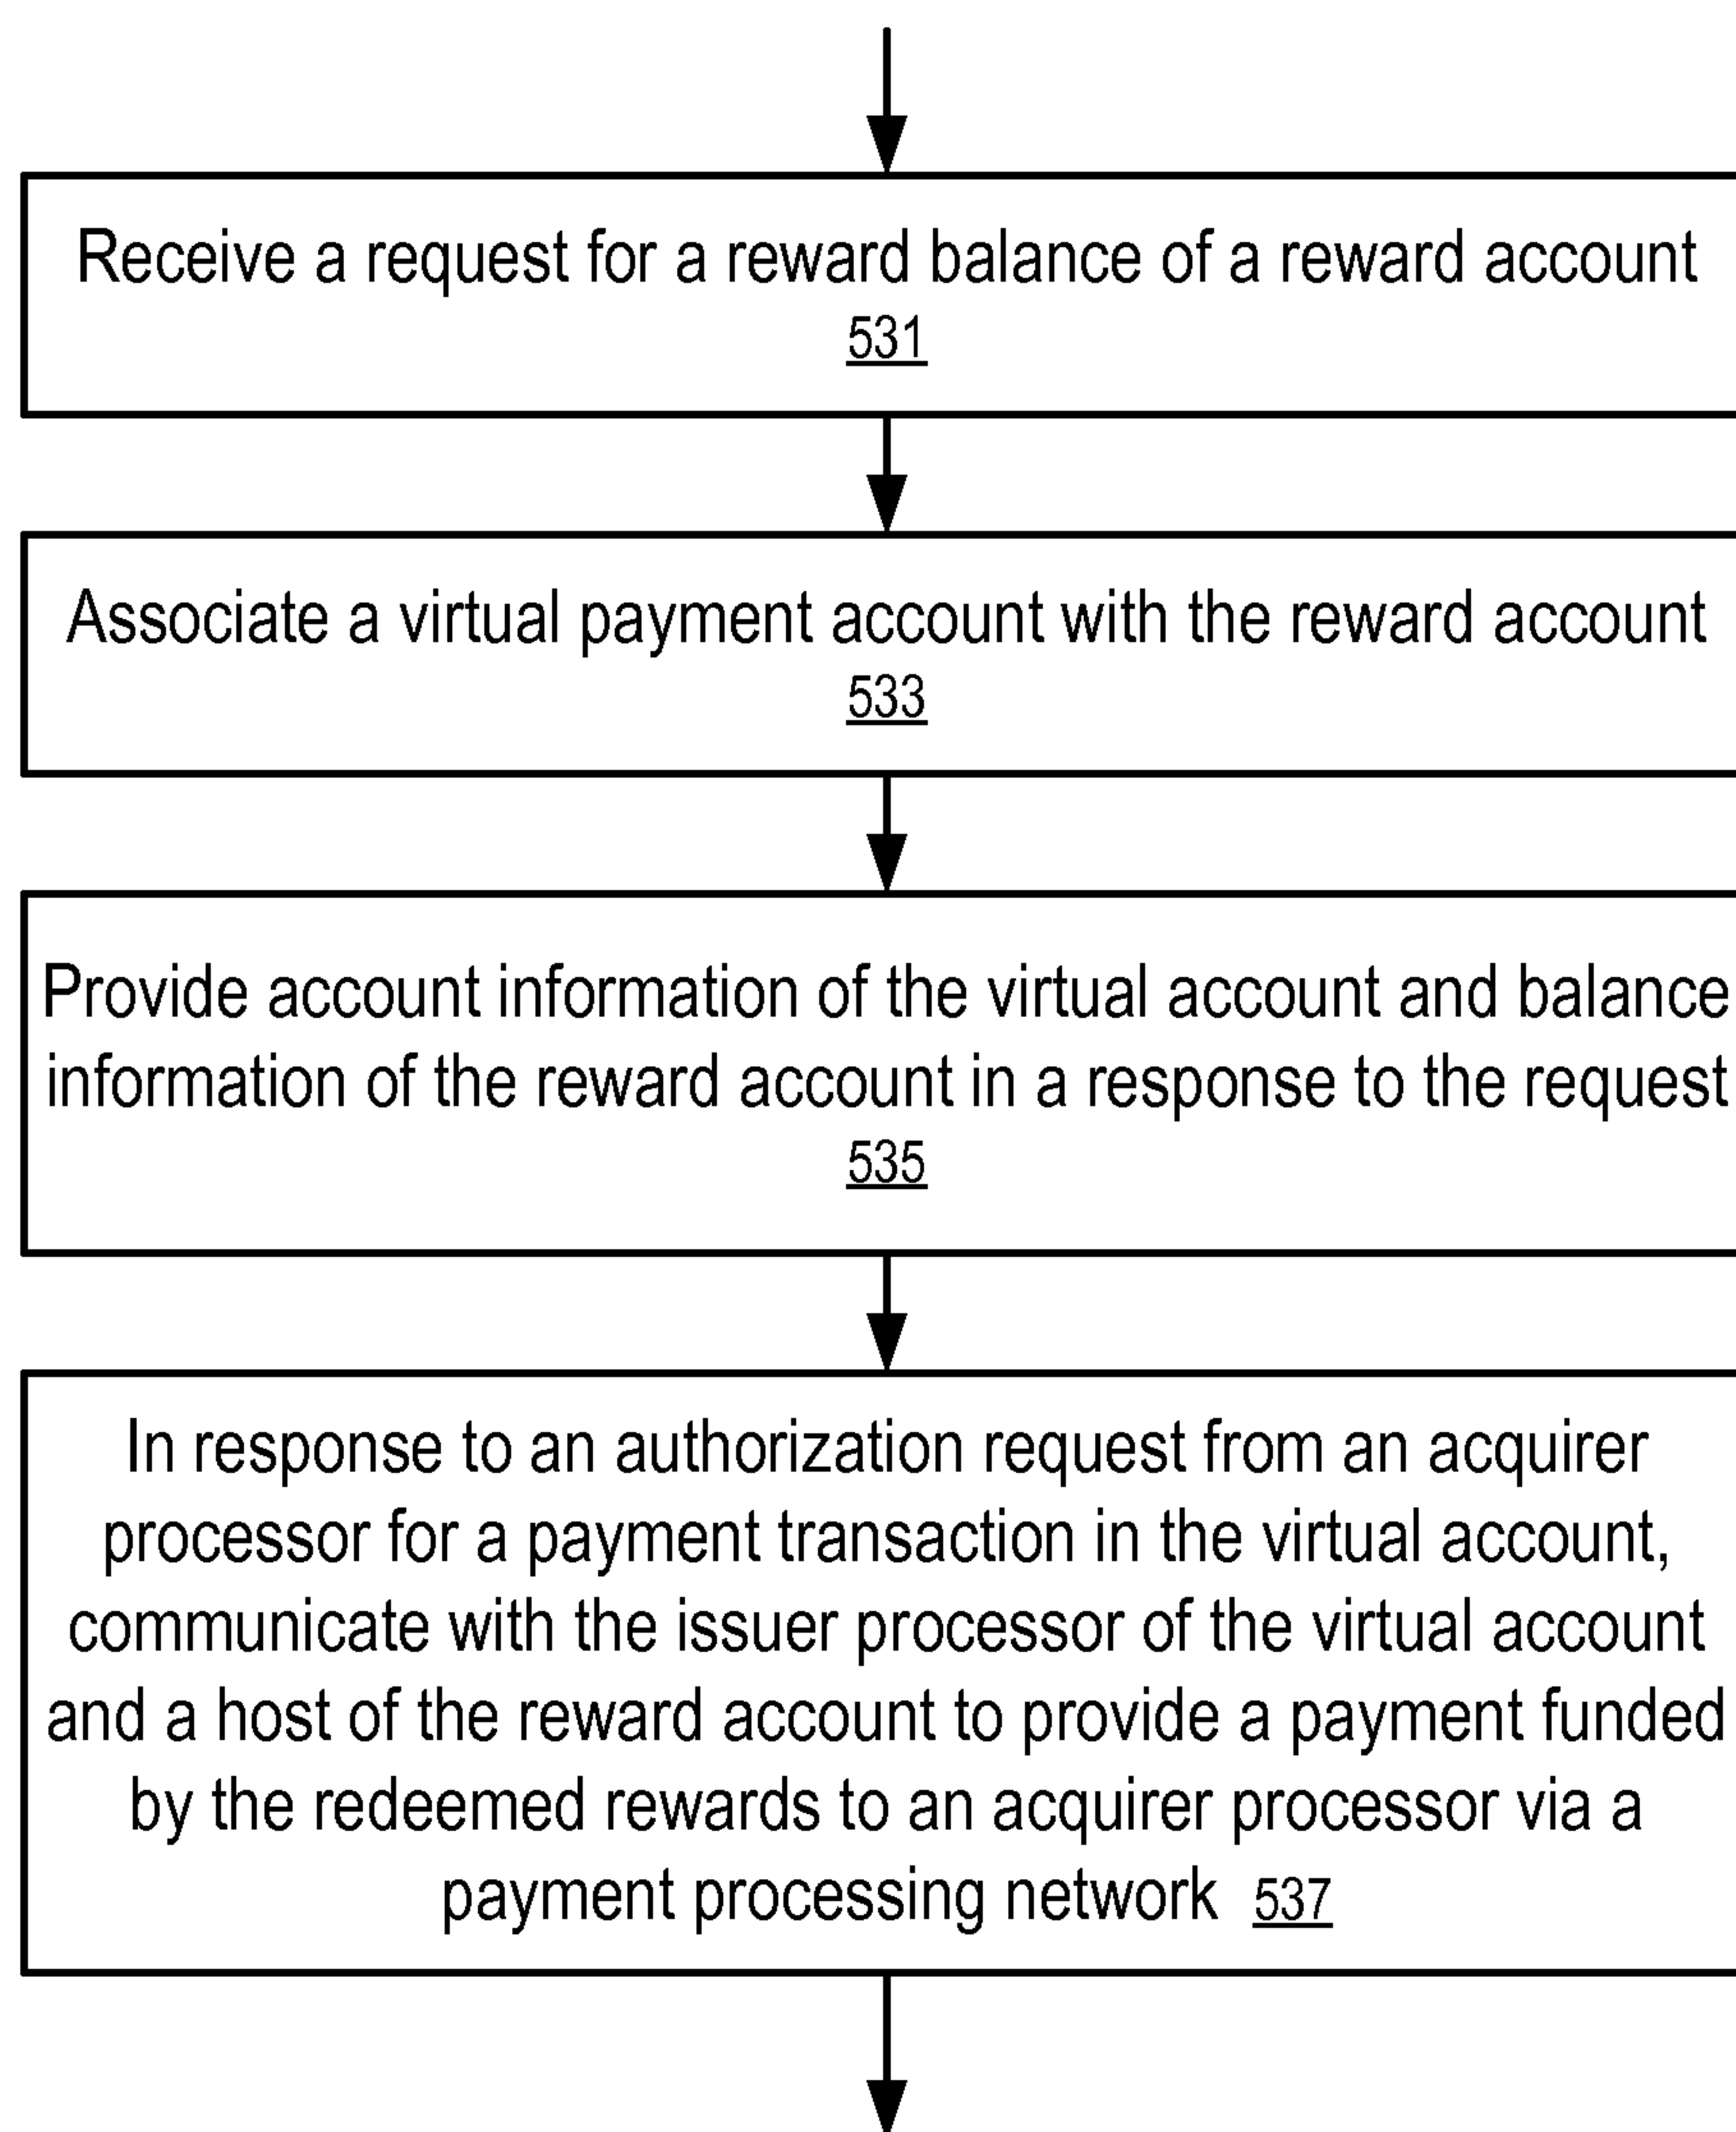 Receive a request for a reward balance of a reward account
531
Associate a virtual payment account with the reward account
533
Provide account information of the virtual account and balance
information of the reward account in a response to the request
535
In response to an authorization request from an acquirer
processor for a payment transaction in the virtual account,
communicate with the issuer processor of the virtual account
and a host of the reward account to provide a payment funded
by the redeemed rewards to an acquirer processor via a
payment processing network 537